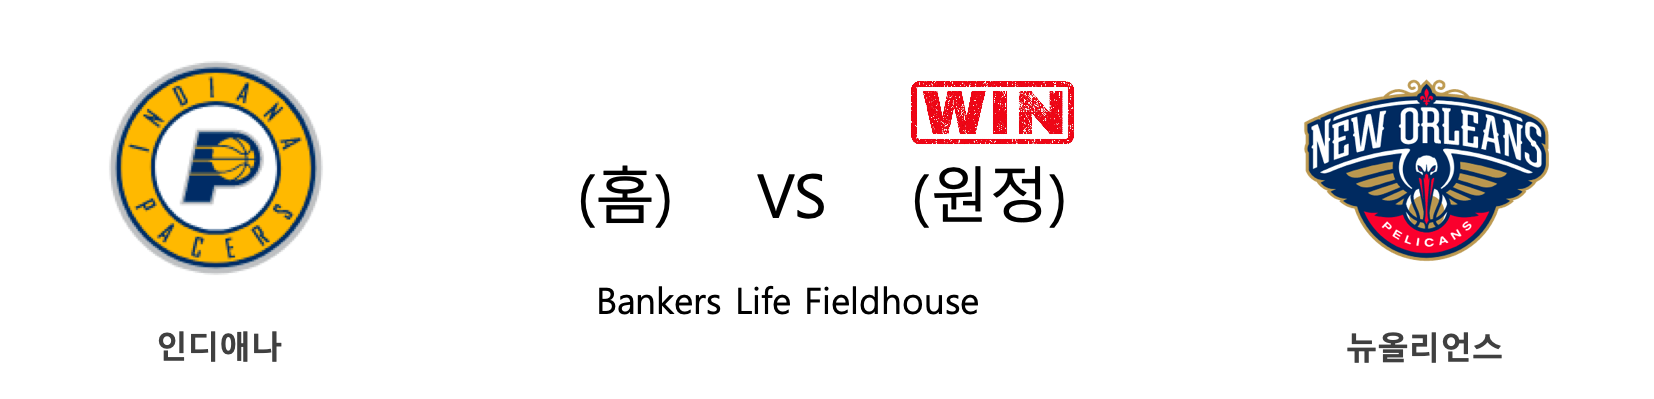 INDIANA
PACERS
인디애나
WIN
(홈) VS (원정)
Bankers Life Fieldhouse
NEW ORLEANS
PELICANS
뉴올리언스